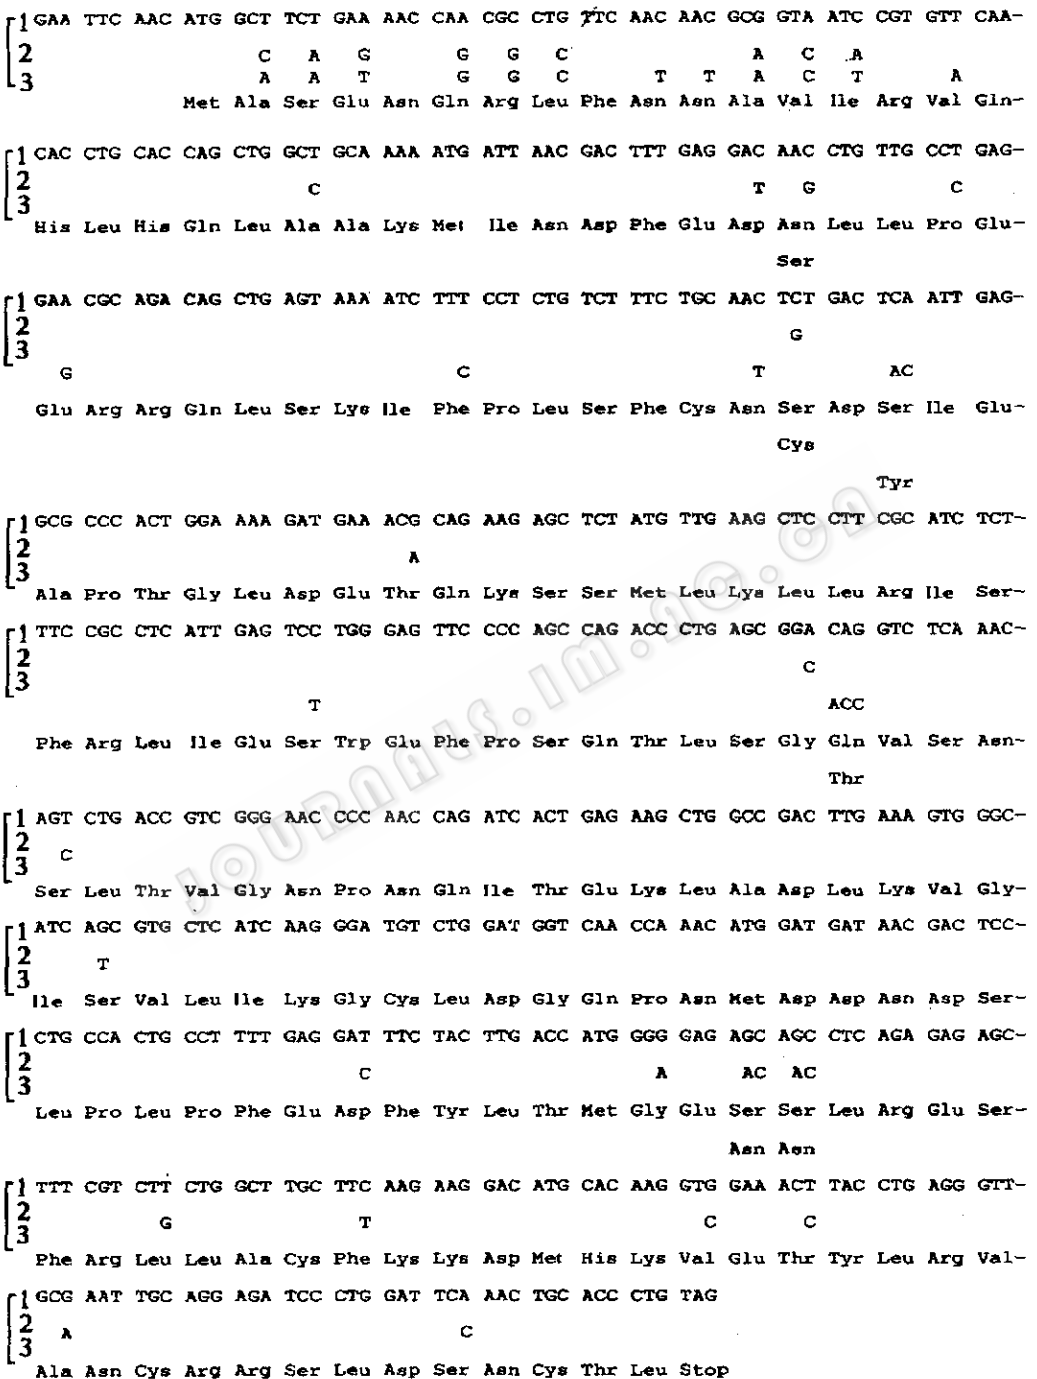 1 GAA TTC AAC ATG GCT TCT GAA AAC CAA CGC CTG TTC AAC AAC GCG GTA ATC CGT GTT CAA-
2 C A G G G C A C A
3 A A T G G C T T A C T A
Met Ala Ser Glu Asn Gln Arg Leu Phe Asn Asn Ala Val Ile Arg Val Gln-
1 CAC CTG CAC CAG CTG GCT GCA AAA ATG ATT AAC GAC TTT GAG GAC AAC CTG TTG CCT GAG-
2 C T G C
3
His Leu His Gln Leu Ala Ala Lys Met Ile Asn Asp Phe Glu Asp Asn Leu Leu Pro Glu-
Ser
1 GAA CGC AGA CAG CTG AGT AAA ATC TTT CCT CTG TCT TTC TGC AAC TCT GAC TCA ATT GAG-
2 G
3
G C T AC
Glu Arg Arg Gln Leu Ser Lys Ile Phe Pro Leu Ser Phe Cys Asn Ser Asp Ser Ile Glu-
Cys
Tyr
1 GCG CCC ACT GGA AAA GAT GAA ACG CAG AAG AGC TCT ATG TTG AAG CTC CTT CGC ATC TCT-
2 A
3
Ala Pro Thr Gly Leu Asp Glu Thr Gln Lys Ser Ser Met Leu Lys Leu Leu Arg Ile Ser-
1 TTC CGC CTC ATT GAG TCC TGG GAG TTC CCC AGC CAG ACC CTG AGC GGA CAG GTC TCA AAC-
2 C
3
T ACC
Phe Arg Leu Ile Glu Ser Trp Glu Phe Pro Ser Gln Thr Leu Ser Gly Gln Val Ser Asn-
Thr
1 AGT CTG ACC GTC GGG AAC CCC AAC CAG ATC ACT GAG AAG CTG GCC GAC TTG AAA GTG GGC-
2 C
3
Ser Leu Thr Val Gly Asn Pro Asn Gln Ile Thr Glu Lys Leu Ala Asp Leu Lys Val Gly-
1 ATC AGC GTG CTC ATC AAG GGA TGT CTG GAT GGT CAA CCA AAC ATG GAT GAT AAC GAC TCC-
2 T
3
Ile Ser Val Leu Ile Lys Gly Cys Leu Asp Gly Gln Pro Asn Met Asp Asp Asn Asp Ser-
1 CTG CCA CTG CCT TTT GAG GAT TTC TAC TTG ACC ATG GGG GAG AGC AGC CTC AGA GAG AGC-
2 C A AC AC
3
Leu Pro Leu Pro Phe Glu Asp Phe Tyr Leu Thr Met Gly Glu Ser Ser Leu Arg Glu Ser-
Asn Asn
1 TTT CGT CTT CTG GCT TGC TTC AAG AAG GAC ATG CAC AAG GTG GAA ACT TAC CTG AGG GTT-
2 G T C C
3
Phe Arg Leu Leu Ala Cys Phe Lys Lys Asp Met His Lys Val Glu Thr Tyr Leu Arg Val-
1 GCG AAT TGC AGG AGA TCC CTG GAT TCA AAC TGC ACC CTG TAG
2 A C
3
Ala Asn Cys Arg Arg Ser Leu Asp Ser Asn Cys Thr Leu Stop
JOURNALS.IM.AC.CN